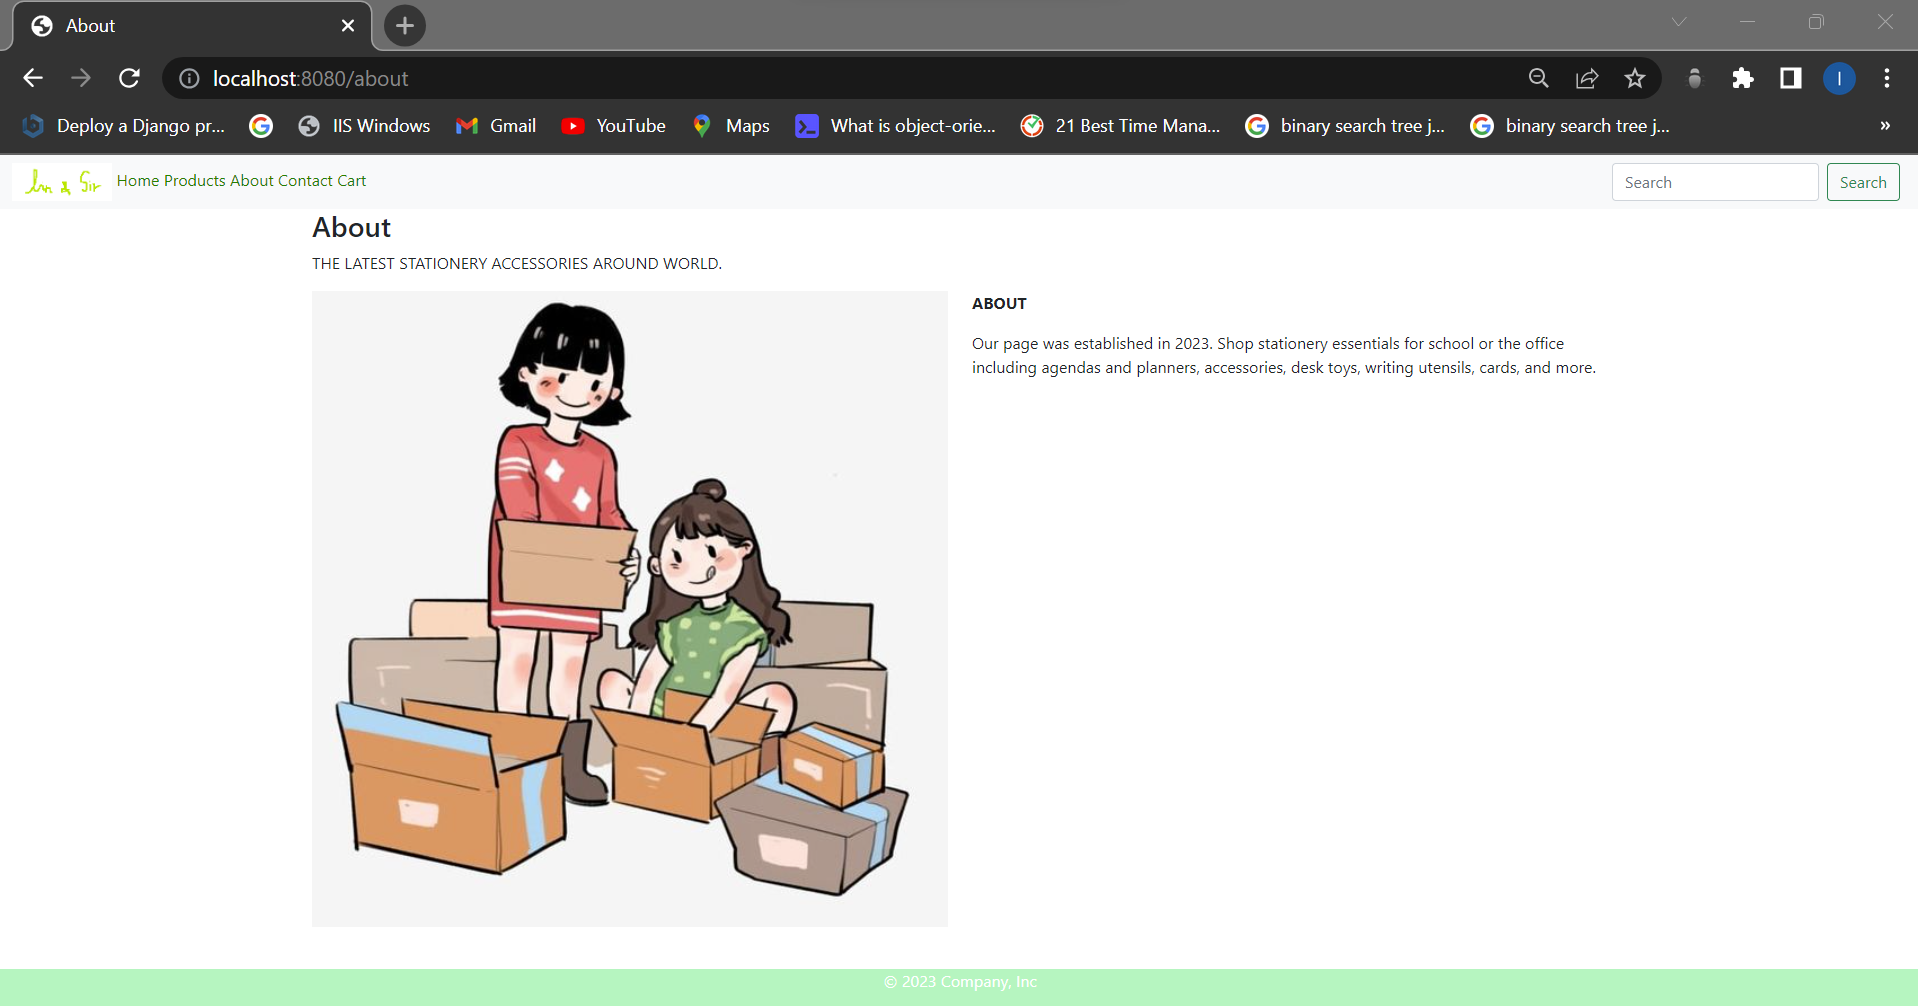 About
localhost:8080/about
I
Deploy a Django pr... IIS Windows Gmail YouTube Maps What is object-orie... 21 Best Time Mana... binary search tree j... binary search tree j... »
Home Products About Contact Cart Search Search
About
THE LATEST STATIONERY ACCESSORIES AROUND WORLD.
ABOUT
Our page was established in 2023. Shop stationery essentials for school or the office
including agendas and planners, accessories, desk toys, writing utensils, cards, and more.
© 2023 Company, Inc